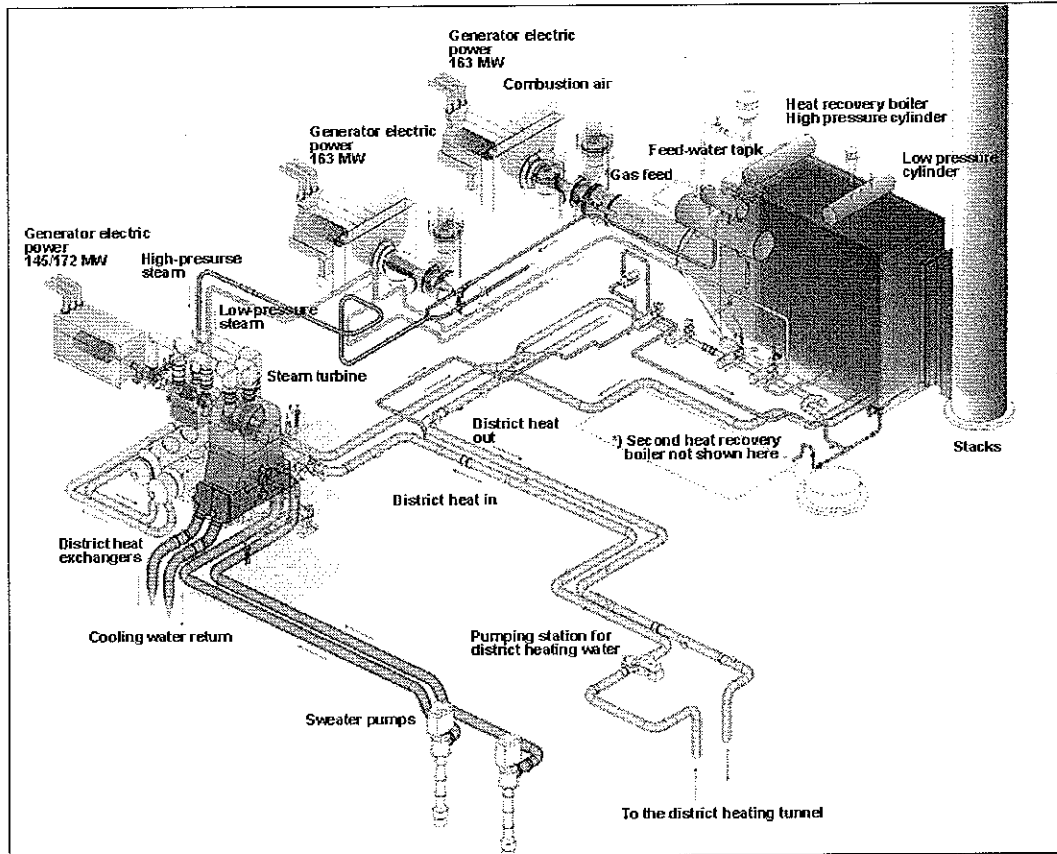 Generator electric
power
163 MW
Combustion air
Generator electric
power
163 MW
Heat recovery boiler
High pressure cylinder
Feed-water tapk
Low pressure
cylinder
Gas feed
Generator electric
power
145/172 MW
High-presurse
steam
Low-pressure
steam
Steam turbine
District heat
out
*) Second heat recovery
boiler not shown here
Stacks
District heat in
District heat
exchangers
Cooling water return
Pumping station for
district heating water
Sweater pumps
To the district heating tunnel